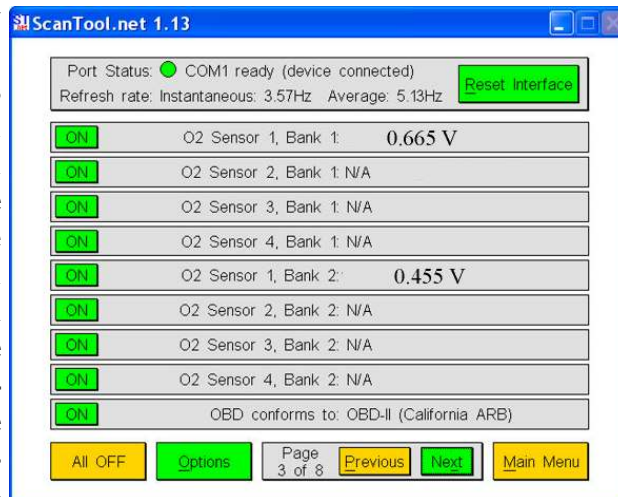 ScanTool.net 1.13
Port Status: COM1 ready (device connected)
Refresh rate: Instantaneous: 3.57Hz Average: 5.13Hz
Reset Interface
ON O2 Sensor 1, Bank 1: 0.665 V
ON O2 Sensor 2, Bank 1: N/A
ON O2 Sensor 3, Bank 1: N/A
ON O2 Sensor 4, Bank 1: N/A
ON O2 Sensor 1, Bank 2: 0.455 V
ON O2 Sensor 2, Bank 2: N/A
ON O2 Sensor 3, Bank 2: N/A
ON O2 Sensor 4, Bank 2: N/A
ON OBD conforms to: OBD-II (California ARB)
All OFF
Options
Page
3 of 8
Previous
Next
Main Menu